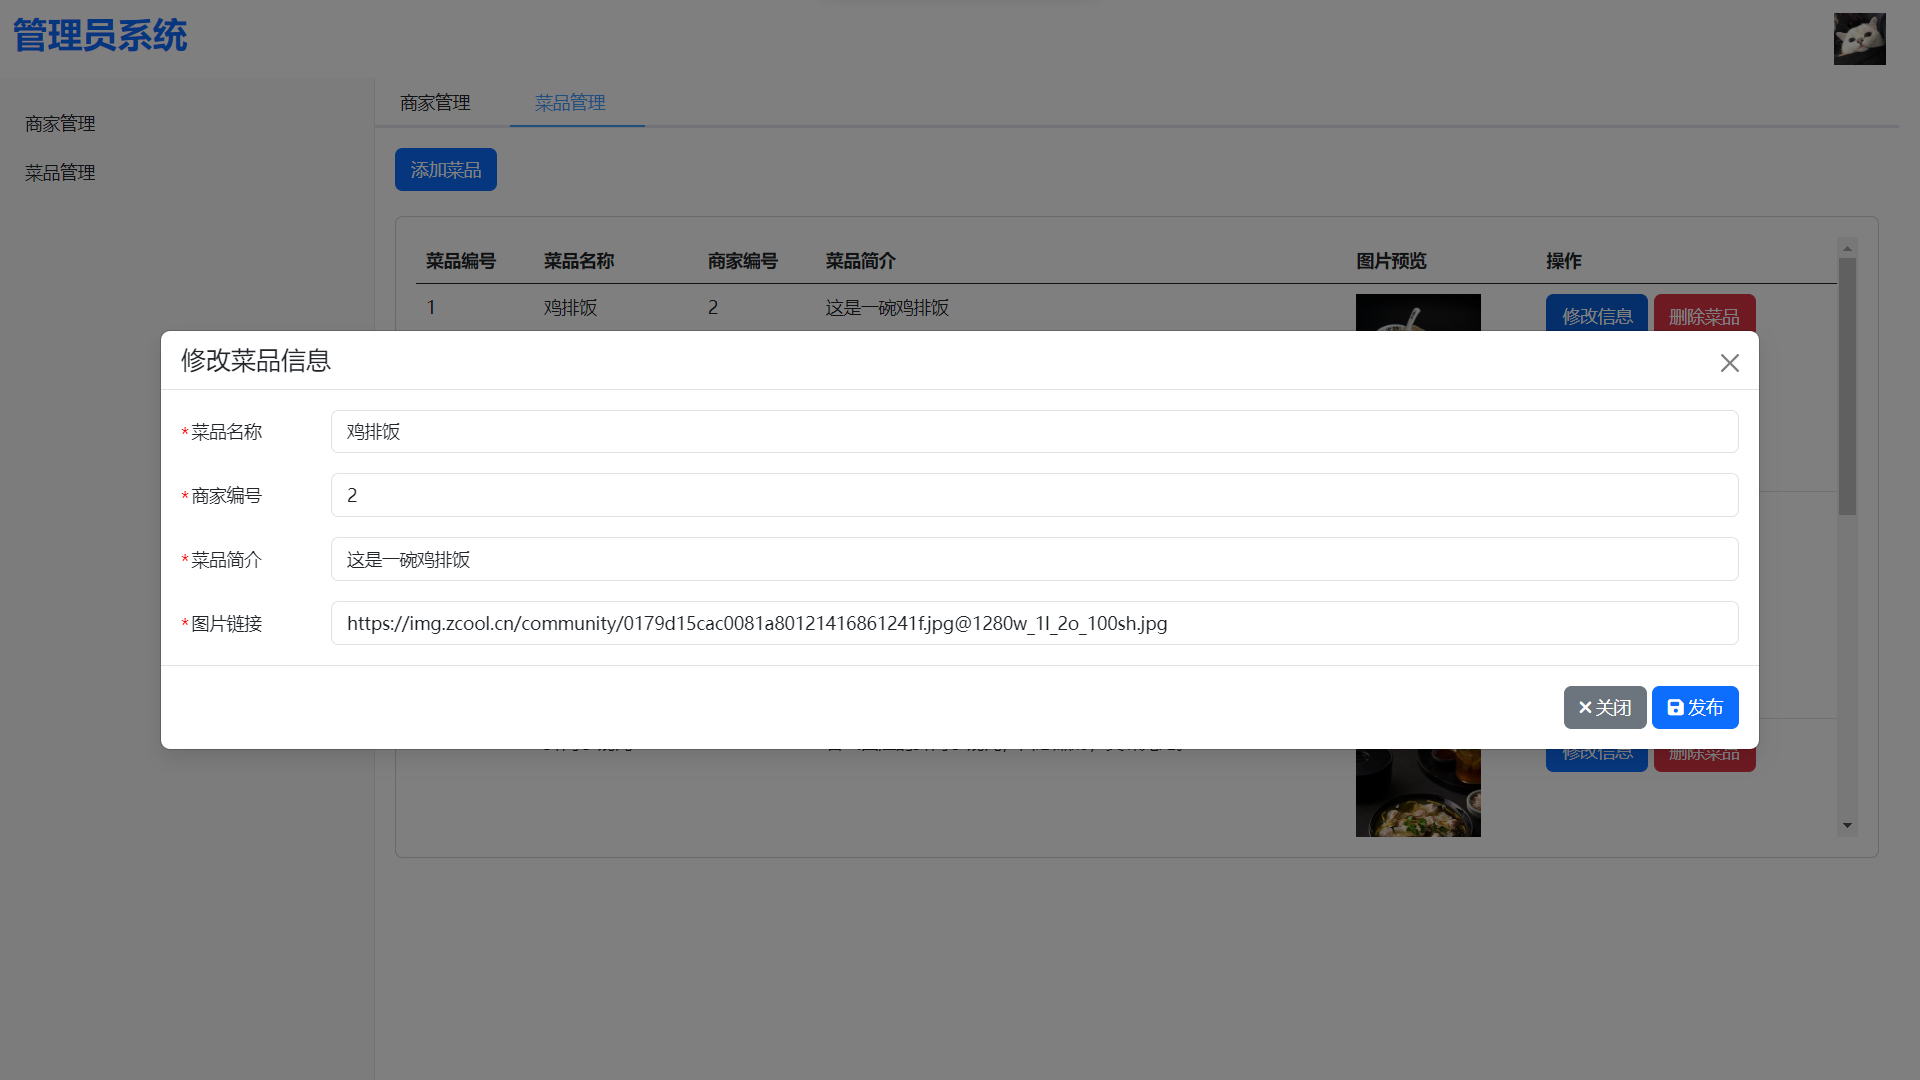 管理员系统
商家管理
菜品管理
商家管理 菜品管理
添加菜品
菜品编号 菜品名称 商家编号 菜品简介 图片预览 操作
1 鸡排饭 2 这是一碗鸡排饭 修改信息 删除菜品
修改菜品信息
*菜品名称 鸡排饭
*商家编号 2
*菜品简介 这是一碗鸡排饭
*图片链接 https://img.zcool.cn/community/0179d15cac0081a80121416861241f.jpg@1280w_1l_2o_100sh.jpg
关闭 发布
修改信息 删除菜品